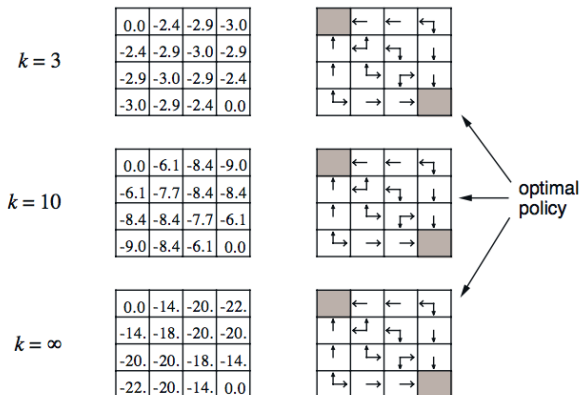 0.0 -2.4 -2.9 -3.0
k = 3 -2.4 -2.9 -3.0 -2.9
-2.9 -3.0 -2.9 -2.4
-3.0 -2.9 -2.4 0.0
0.0 -6.1 -8.4 -9.0
k = 10 -6.1 -7.7 -8.4 -8.4
-8.4 -8.4 -7.7 -6.1
-9.0 -8.4 -6.1 0.0
optimal
policy
0.0 -14. -20. -22.
k = ∞ -14. -18. -20. -20.
-20. -20. -18. -14.
-22. -20. -14. 0.0